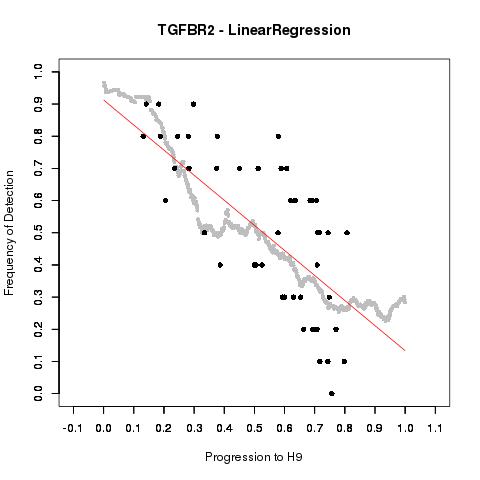 TGFBR2 - LinearRegression
Frequency of Detection
1.0
0.9
0.8
0.7
0.6
0.5
0.4
0.3
0.2
0.1
0.0
-0.1 0.0 0.1 0.2 0.3 0.4 0.5 0.6 0.7 0.8 0.9 1.0 1.1
Progression to H9